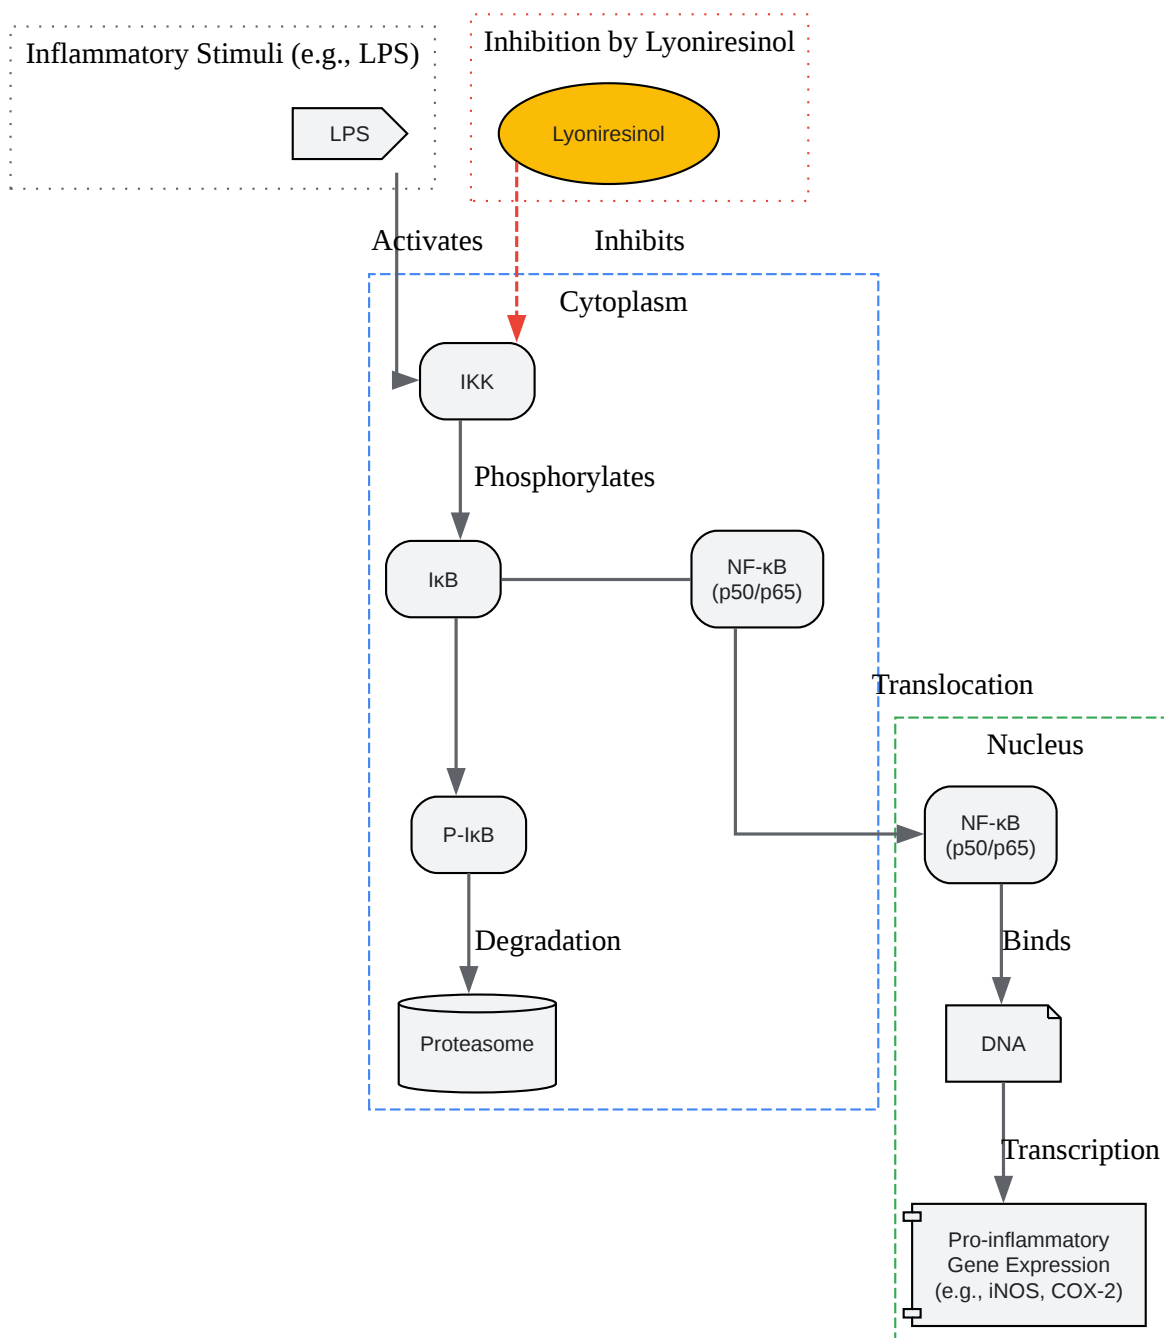 Inflammatory Stimuli (e.g., LPS)
Inhibition by Lyoniresinol
LPS
Lyoniresinol
Activates
Inhibits
Cytoplasm
IKK
Phosphorylates
IκB
NF-κB
(p50/p65)
Translocation
Nucleus
P-IκB
NF-κB
(p50/p65)
Degradation
Binds
Proteasome
DNA
Transcription
Pro-inflammatory
Gene Expression
(e.g., iNOS, COX-2)